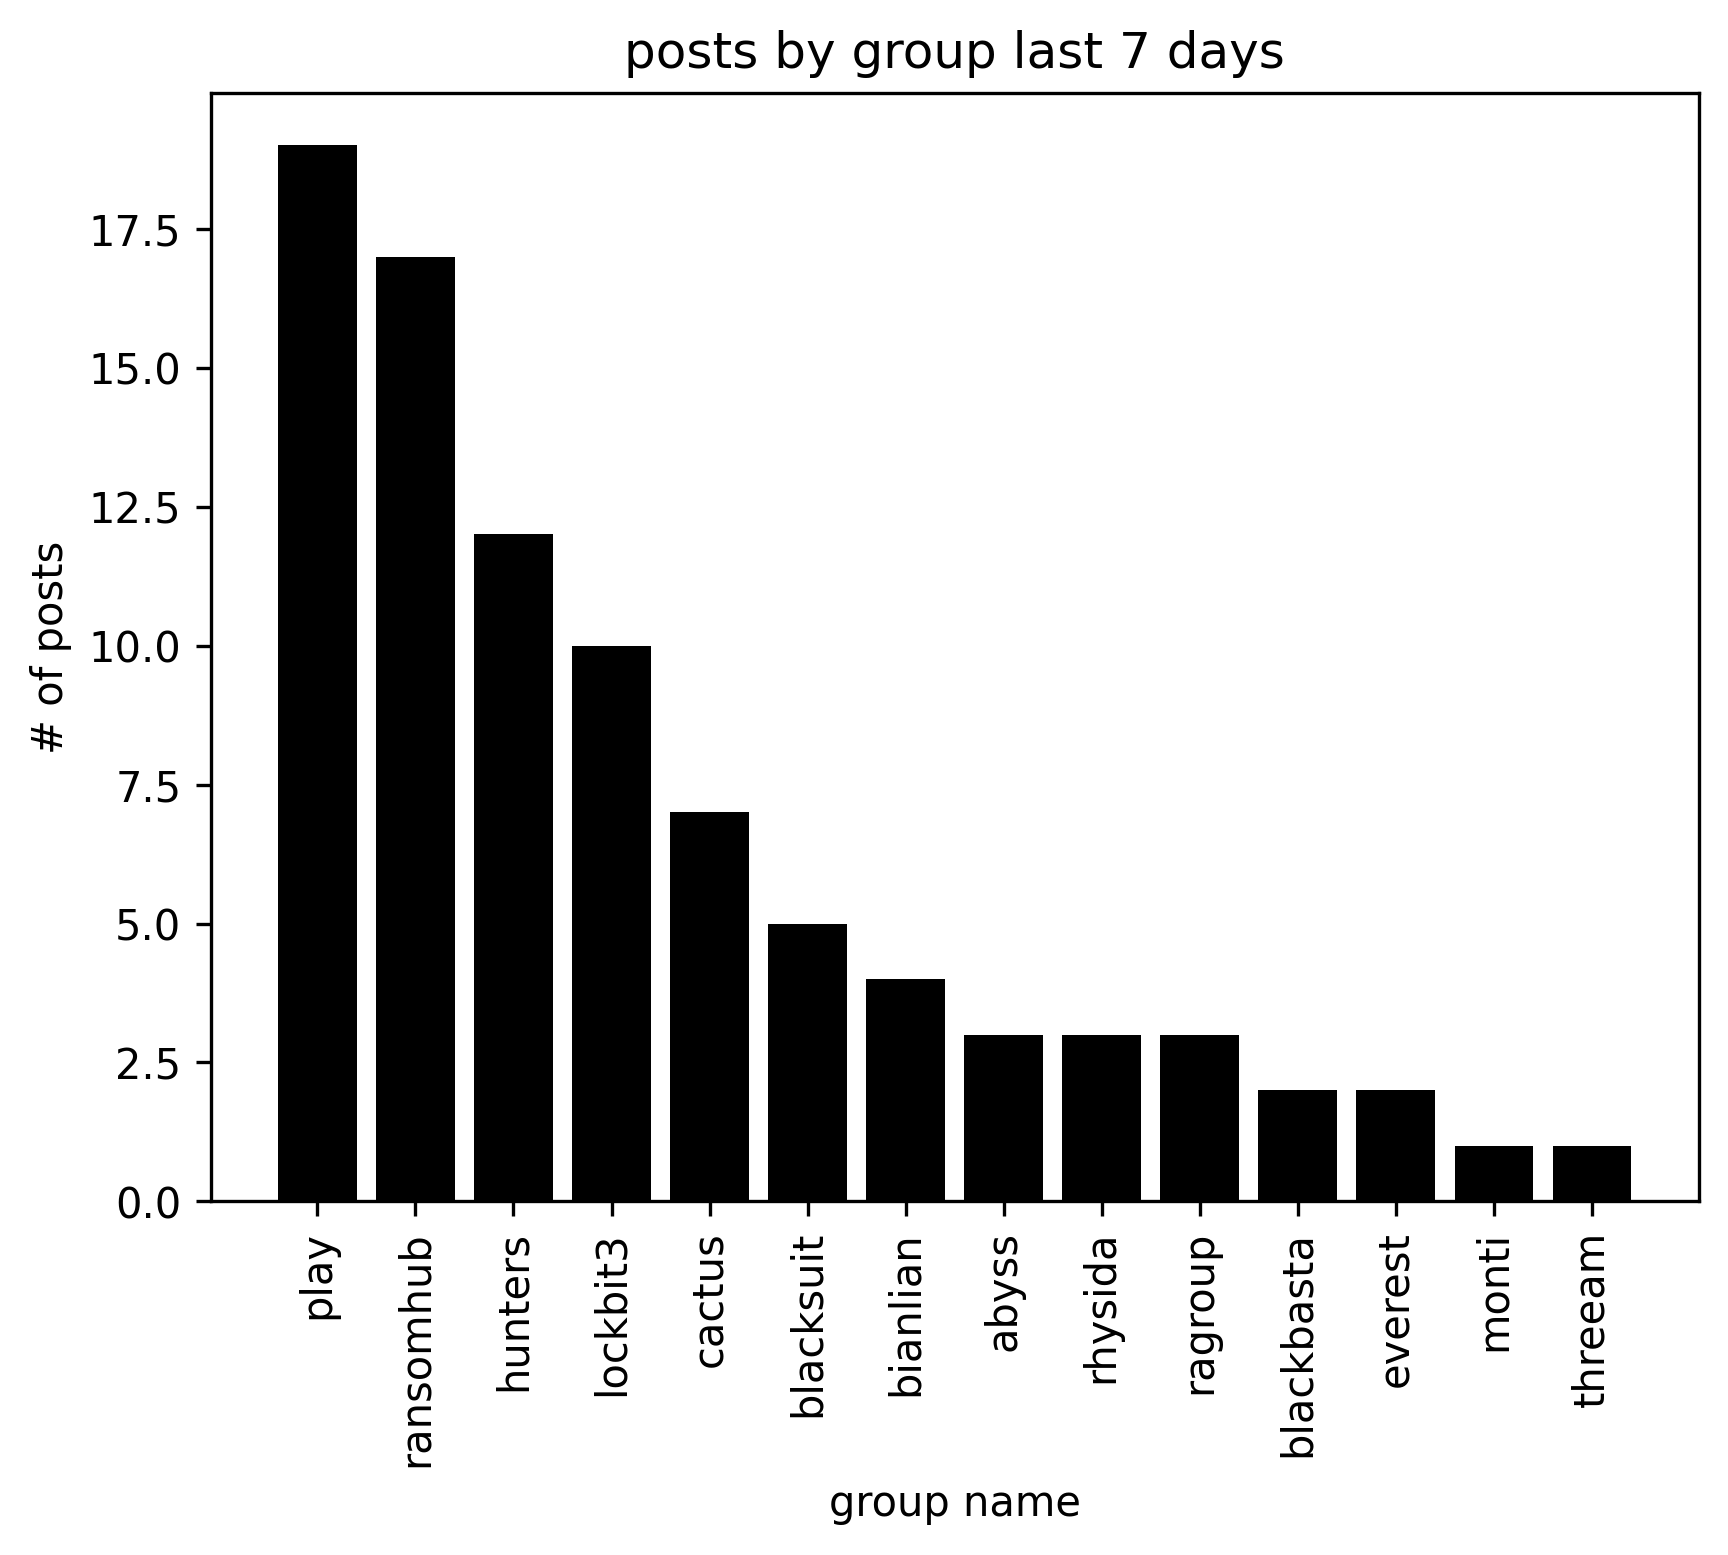 posts by group last 7 days
# of posts
17.5
15.0
12.5
10.0
7.5
5.0
2.5
0.0
play
ransomhub
hunters
lockbit3
cactus
blacksuit
bianlian
abyss
rhysida
ragroup
blackbasta
everest
monti
threeam
group name